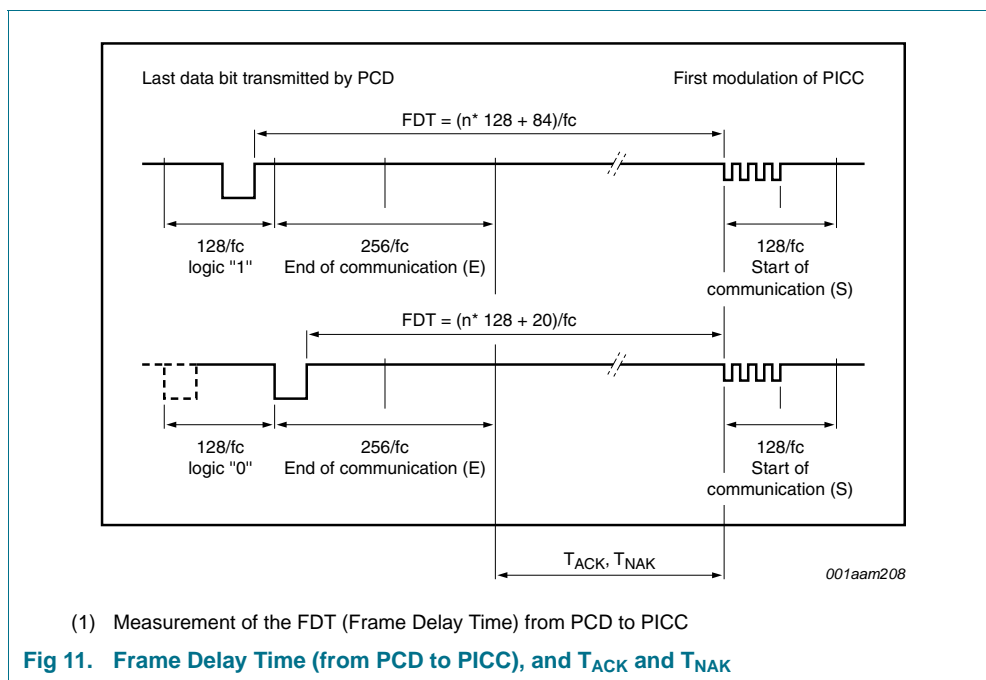 Last data bit transmitted by PCD
First modulation of PICC
FDT = (n* 128 + 84)/fc
128/fc
logic "1"
256/fc
End of communication (E)
128/fc
Start of
communication (S)
FDT = (n* 128 + 20)/fc
128/fc
logic "0"
256/fc
End of communication (E)
128/fc
Start of
communication (S)
TACK, TNAK
001aam208
(1) Measurement of the FDT (Frame Delay Time) from PCD to PICC
Fig 11. Frame Delay Time (from PCD to PICC), and TACK and TNAK